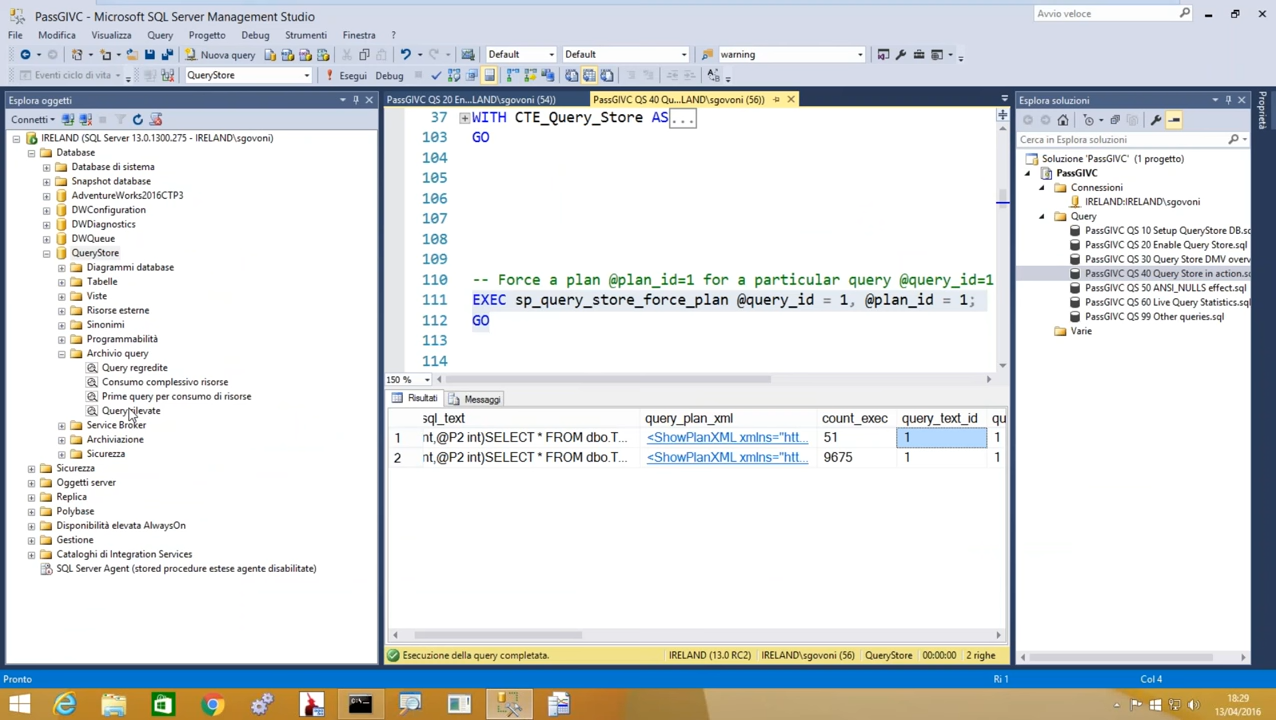 PassGIVC - Microsoft SQL Server Management Studio
Avvio veloce
File Modifica Visualizza Query Progetto Debug Strumenti Finestra ?
Nuova query Default Default warning
Eventi ciclo di vita QueryStore Esegui Debug
Esplora oggetti
Connetti
IRELAND (SQL Server 13.0.1300.275 - IRELAND\sgovoni)
Database
Database di sistema
Snapshot database
AdventureWorks2016CTP3
DWConfiguration
DWDiagnostics
DWQueue
QueryStore
Diagrammi database
Tabelle
Viste
Risorse esterne
Sinonimi
Programmabilità
Archivio query
Query regredite
Consumo complessivo risorse
Prime query per consumo di risorse
Query rilevate
Service Broker
Archiviazione
Sicurezza
Sicurezza
Oggetti server
Replica
Polybase
Disponibilità elevata AlwaysOn
Gestione
Cataloghi di Integration Services
SQL Server Agent (stored procedure estese agente disabilitate)
PassGIVC QS 20 En...LAND\sgovoni (54)) PassGIVC QS 40 Qu...LAND\sgovoni (56))
37 WITH CTE_Query_Store AS...
103 GO
104
105
106
107
108
109
110 -- Force a plan @plan_id=1 for a particular query @query_id=1
111 EXEC sp_query_store_force_plan @query_id = 1, @plan_id = 1;
112 GO
113
114
150 %
Risultati Messaggi
sql_text query_plan_xml count_exec query_text_id qu
1 nt,@P2 int)SELECT * FROM dbo.T... <ShowPlanXML xmlns="htt... 51 1 1
2 nt,@P2 int)SELECT * FROM dbo.T... <ShowPlanXML xmlns="htt... 9675 1 1
Esecuzione della query completata. IRELAND (13.0 RC2) IRELAND\sgovoni (56) QueryStore 00:00:00 2 righe
Esplora soluzioni
Cerca in Esplora soluzioni
Soluzione 'PassGIVC' (1 progetto)
PassGIVC
Connessioni
IRELAND:IRELAND\sgovoni
Query
PassGIVC QS 10 Setup QueryStore DB.sc
PassGIVC QS 20 Enable Query Store.sql
PassGIVC QS 30 Query Store DMV overv
PassGIVC QS 40 Query Store in action.sc
PassGIVC QS 50 ANSI_NULLS effect.sql
PassGIVC QS 60 Live Query Statistics.sql
PassGIVC QS 99 Other queries.sql
Varie
Proprietà
Pronto Ri 1 Col 4
18:29
13/04/2016